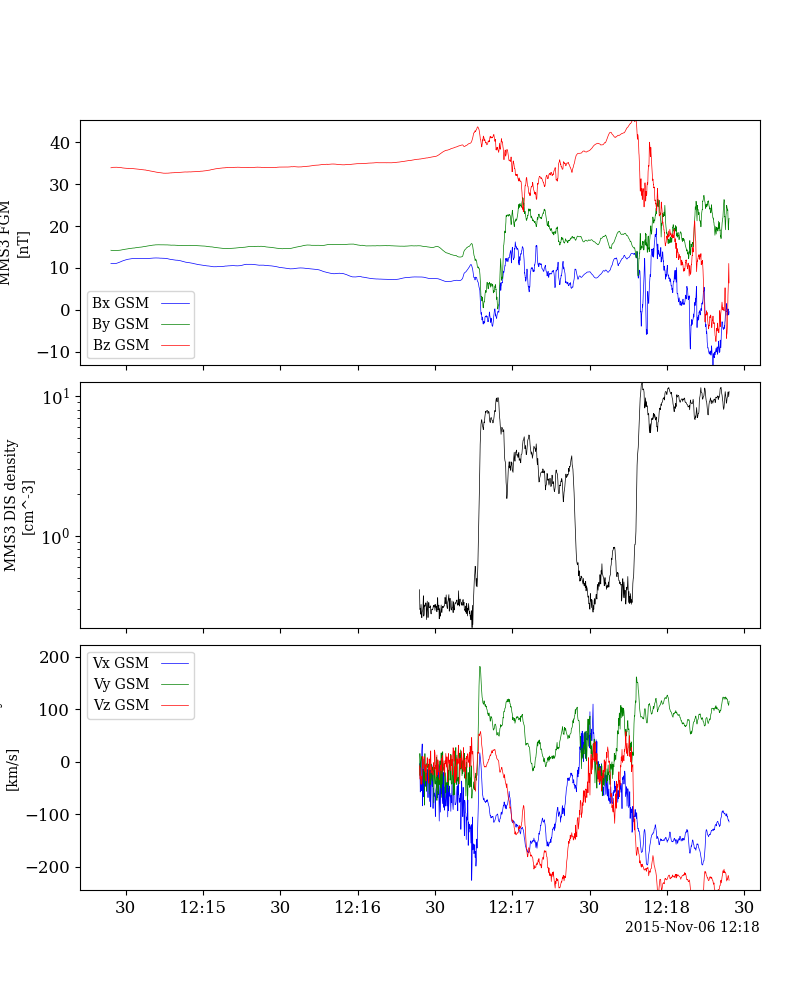 40
30
20
10
0
−10
MMS3 FGM
[nT]
Bx GSM
By GSM
Bz GSM
10^1
10^0
MMS3 DIS density
[cm^-3]
200
100
0
−100
−200
[km/s]
Vx GSM
Vy GSM
Vz GSM
30 12:15 30 12:16 30 12:17 30 12:18 30
2015-Nov-06 12:18